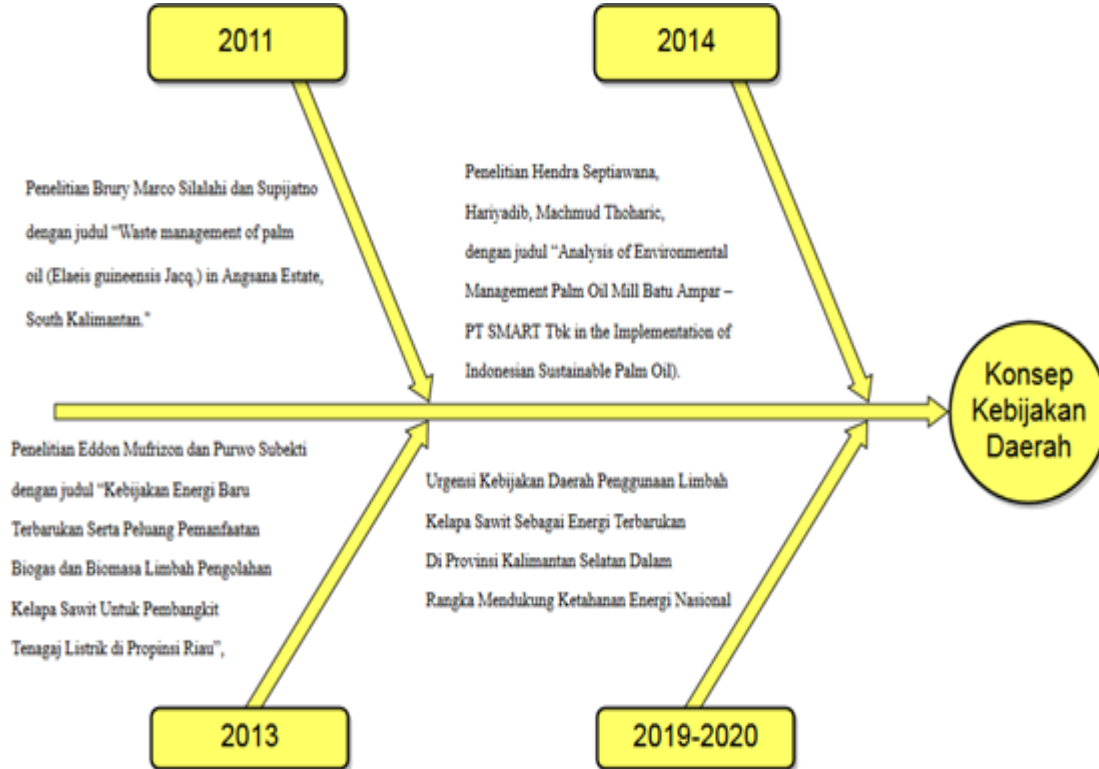 2011
Penelitian Brury Marco Silalahi dan Supijatno
dengan judul “Waste management of palm
oil (Elaeis guineensis Jacq.) in Angsana Estate,
South Kalimantan."
2014
Penelitian Hendra Septiawana,
Hariyadib, Machmud Thoharic,
dengan judul “Analysis of Environmental
Management Palm Oil Mill Batu Ampar –
PT SMART Tbk in the Implementation of
Indonesian Sustainable Palm Oil).
Konsep
Kebijakan
Daerah
Penelitian Eddon Mufrizon dan Purwo Subekti
dengan judul “Kebijakan Energi Baru
Terbarukan Serta Peluang Pemanfaatan
Biogas dan Biomasa Limbah Pengolahan
Kelapa Sawit Untuk Pembangkit
Tenagaj Listrik di Propinsi Riau”,
2013
Urgensi Kebijakan Daerah Penggunaan Limbah
Kelapa Sawit Sebagai Energi Terbarukan
Di Provinsi Kalimantan Selatan Dalam
Rangka Mendukung Ketahanan Energi Nasional
2019-2020